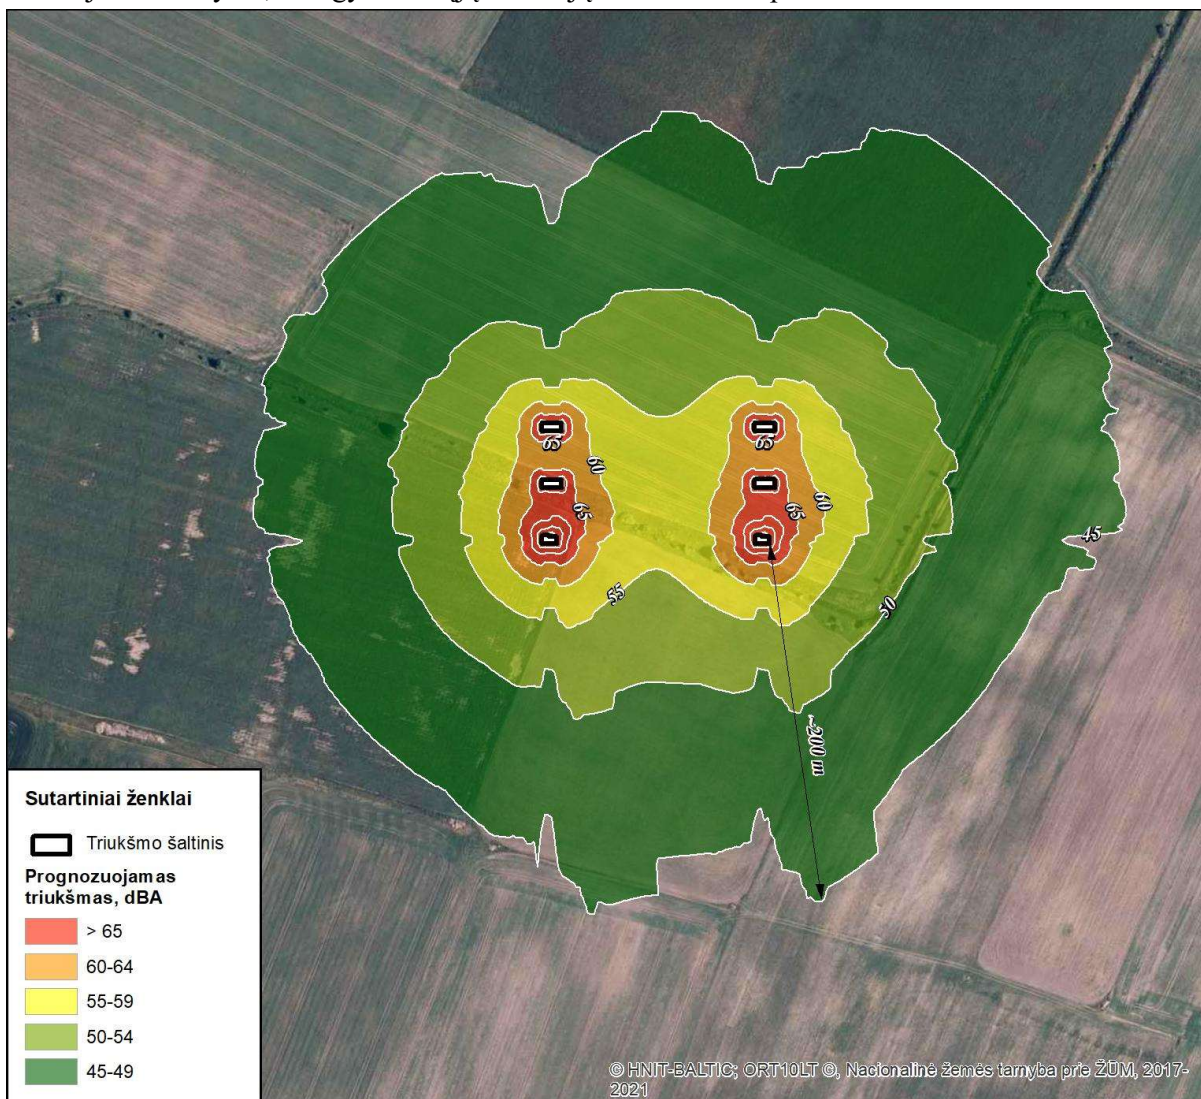 65
65
60
60
65
65
45
55
50
~200 m
Sutartiniai ženklai
Triukšmo šaltinis
Prognozuojamas
triukšmas, dBA
> 65
60-64
55-59
50-54
45-49
© HNIT-BALTIC; ORT10LT ©, Nacionalinė žemės tarnyba prie ŽŪM, 2017-
2021